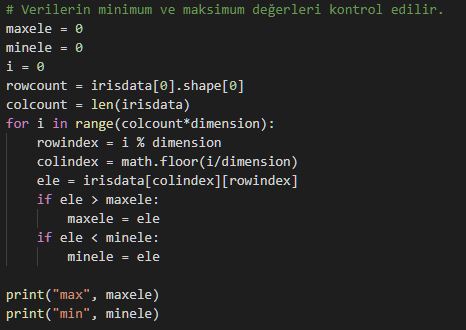 # Verilerin minimum ve maksimum değerleri kontrol edilir.
maxele = 0
minele = 0
i = 0
rowcount = irisdata[0].shape[0]
colcount = len(irisdata)
for i in range(colcount*dimension):
    rowindex = i % dimension
    colindex = math.floor(i/dimension)
    ele = irisdata[colindex][rowindex]
    if ele > maxele:
        maxele = ele
    if ele < minele:
        minele = ele
print("max", maxele)
print("min", minele)